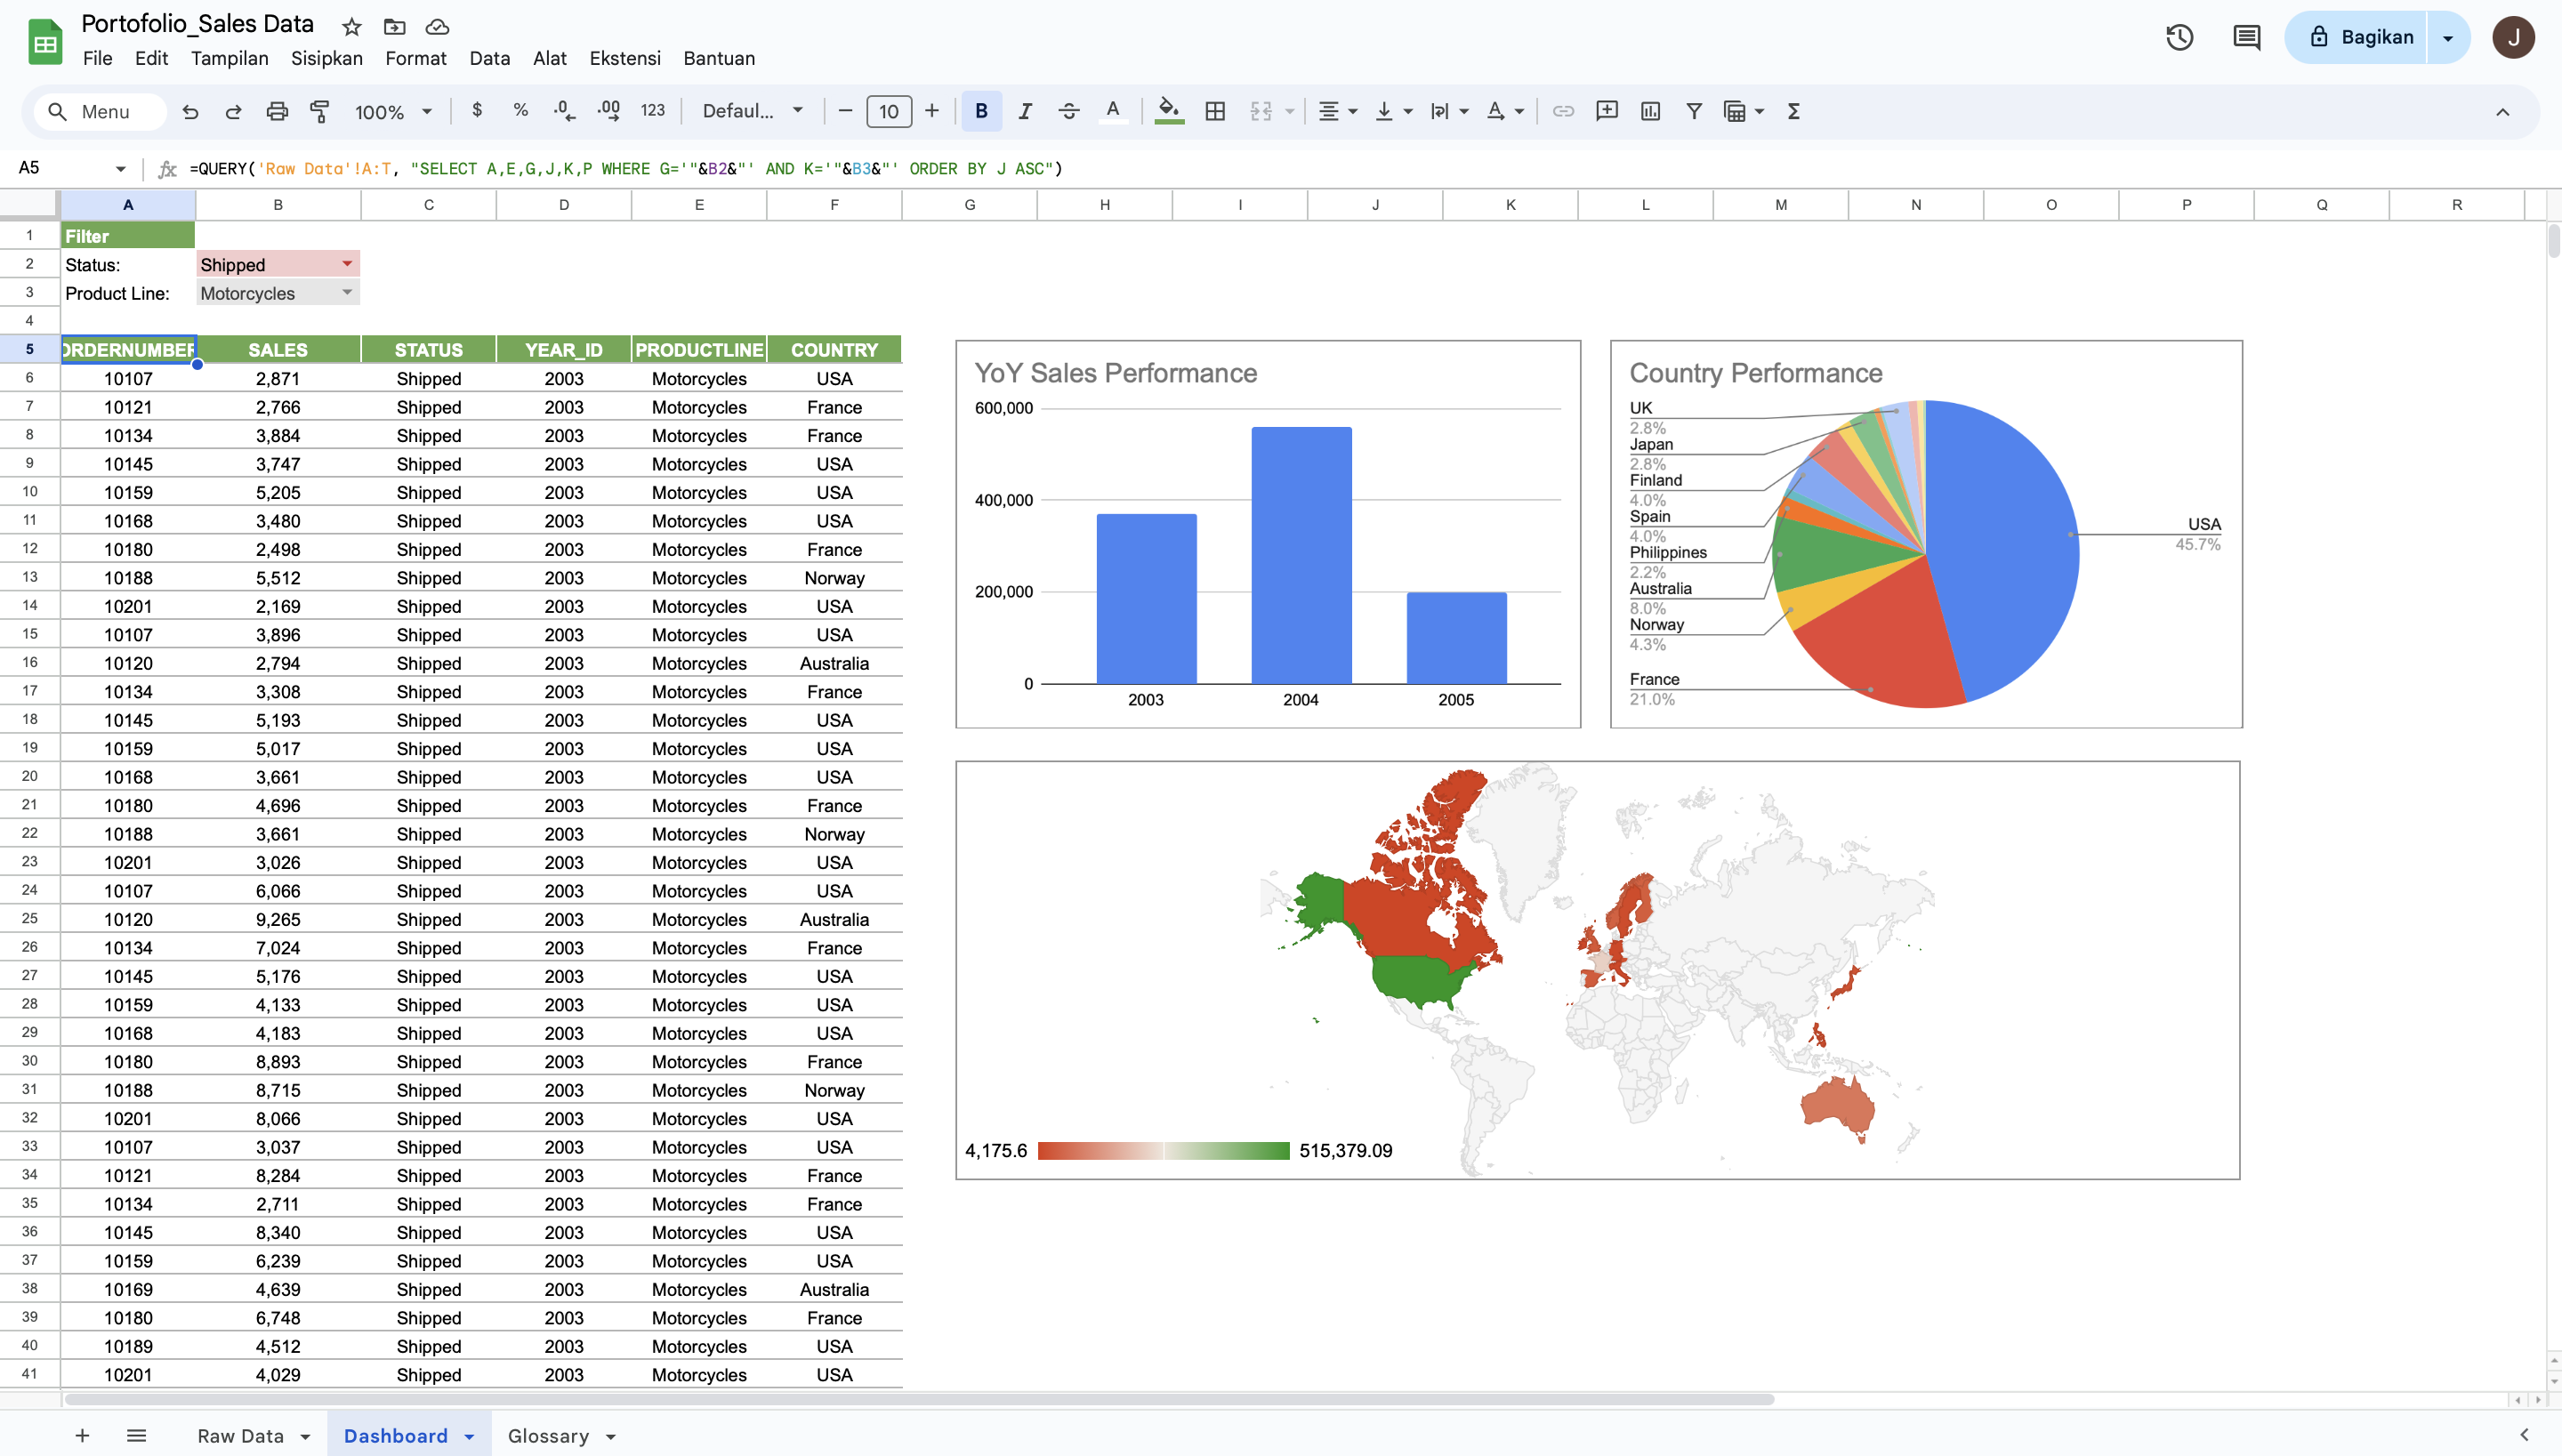 Portofolio_Sales Data
File Edit Tampilan Sisipkan Format Data Alat Ekstensi Bantuan
Bagikan
J
Menu 100% $ % .0 .00 123 Defaul... 10 B I A
A5 fx =QUERY('Raw Data'!A:T, "SELECT A,E,G,J,K,P WHERE G='"&B2&"' AND K='"&B3&"' ORDER BY J ASC")
A B C D E F G H I J K L M N O P Q R
1 Filter
2 Status: Shipped
3 Product Line: Motorcycles
4
5 ORDERNUMBER SALES STATUS YEAR_ID PRODUCTLINE COUNTRY
6 10107 2,871 Shipped 2003 Motorcycles USA
7 10121 2,766 Shipped 2003 Motorcycles France
8 10134 3,884 Shipped 2003 Motorcycles France
9 10145 3,747 Shipped 2003 Motorcycles USA
10 10159 5,205 Shipped 2003 Motorcycles USA
11 10168 3,480 Shipped 2003 Motorcycles USA
12 10180 2,498 Shipped 2003 Motorcycles France
13 10188 5,512 Shipped 2003 Motorcycles Norway
14 10201 2,169 Shipped 2003 Motorcycles USA
15 10107 3,896 Shipped 2003 Motorcycles USA
16 10120 2,794 Shipped 2003 Motorcycles Australia
17 10134 3,308 Shipped 2003 Motorcycles France
18 10145 5,193 Shipped 2003 Motorcycles USA
19 10159 5,017 Shipped 2003 Motorcycles USA
20 10168 3,661 Shipped 2003 Motorcycles USA
21 10180 4,696 Shipped 2003 Motorcycles France
22 10188 3,661 Shipped 2003 Motorcycles Norway
23 10201 3,026 Shipped 2003 Motorcycles USA
24 10107 6,066 Shipped 2003 Motorcycles USA
25 10120 9,265 Shipped 2003 Motorcycles Australia
26 10134 7,024 Shipped 2003 Motorcycles France
27 10145 5,176 Shipped 2003 Motorcycles USA
28 10159 4,133 Shipped 2003 Motorcycles USA
29 10168 4,183 Shipped 2003 Motorcycles USA
30 10180 8,893 Shipped 2003 Motorcycles France
31 10188 8,715 Shipped 2003 Motorcycles Norway
32 10201 8,066 Shipped 2003 Motorcycles USA
33 10107 3,037 Shipped 2003 Motorcycles USA
34 10121 8,284 Shipped 2003 Motorcycles France
35 10134 2,711 Shipped 2003 Motorcycles France
36 10145 8,340 Shipped 2003 Motorcycles USA
37 10159 6,239 Shipped 2003 Motorcycles USA
38 10169 4,639 Shipped 2003 Motorcycles Australia
39 10180 6,748 Shipped 2003 Motorcycles France
40 10189 4,512 Shipped 2003 Motorcycles USA
41 10201 4,029 Shipped 2003 Motorcycles USA
YoY Sales Performance
600,000
400,000
200,000
0
2003 2004 2005
Country Performance
UK
2.8%
Japan
2.8%
Finland
4.0%
Spain
4.0%
Philippines
2.2%
Australia
8.0%
Norway
4.3%
France
21.0%
USA
45.7%
4,175.6 515,379.09
Raw Data Dashboard Glossary